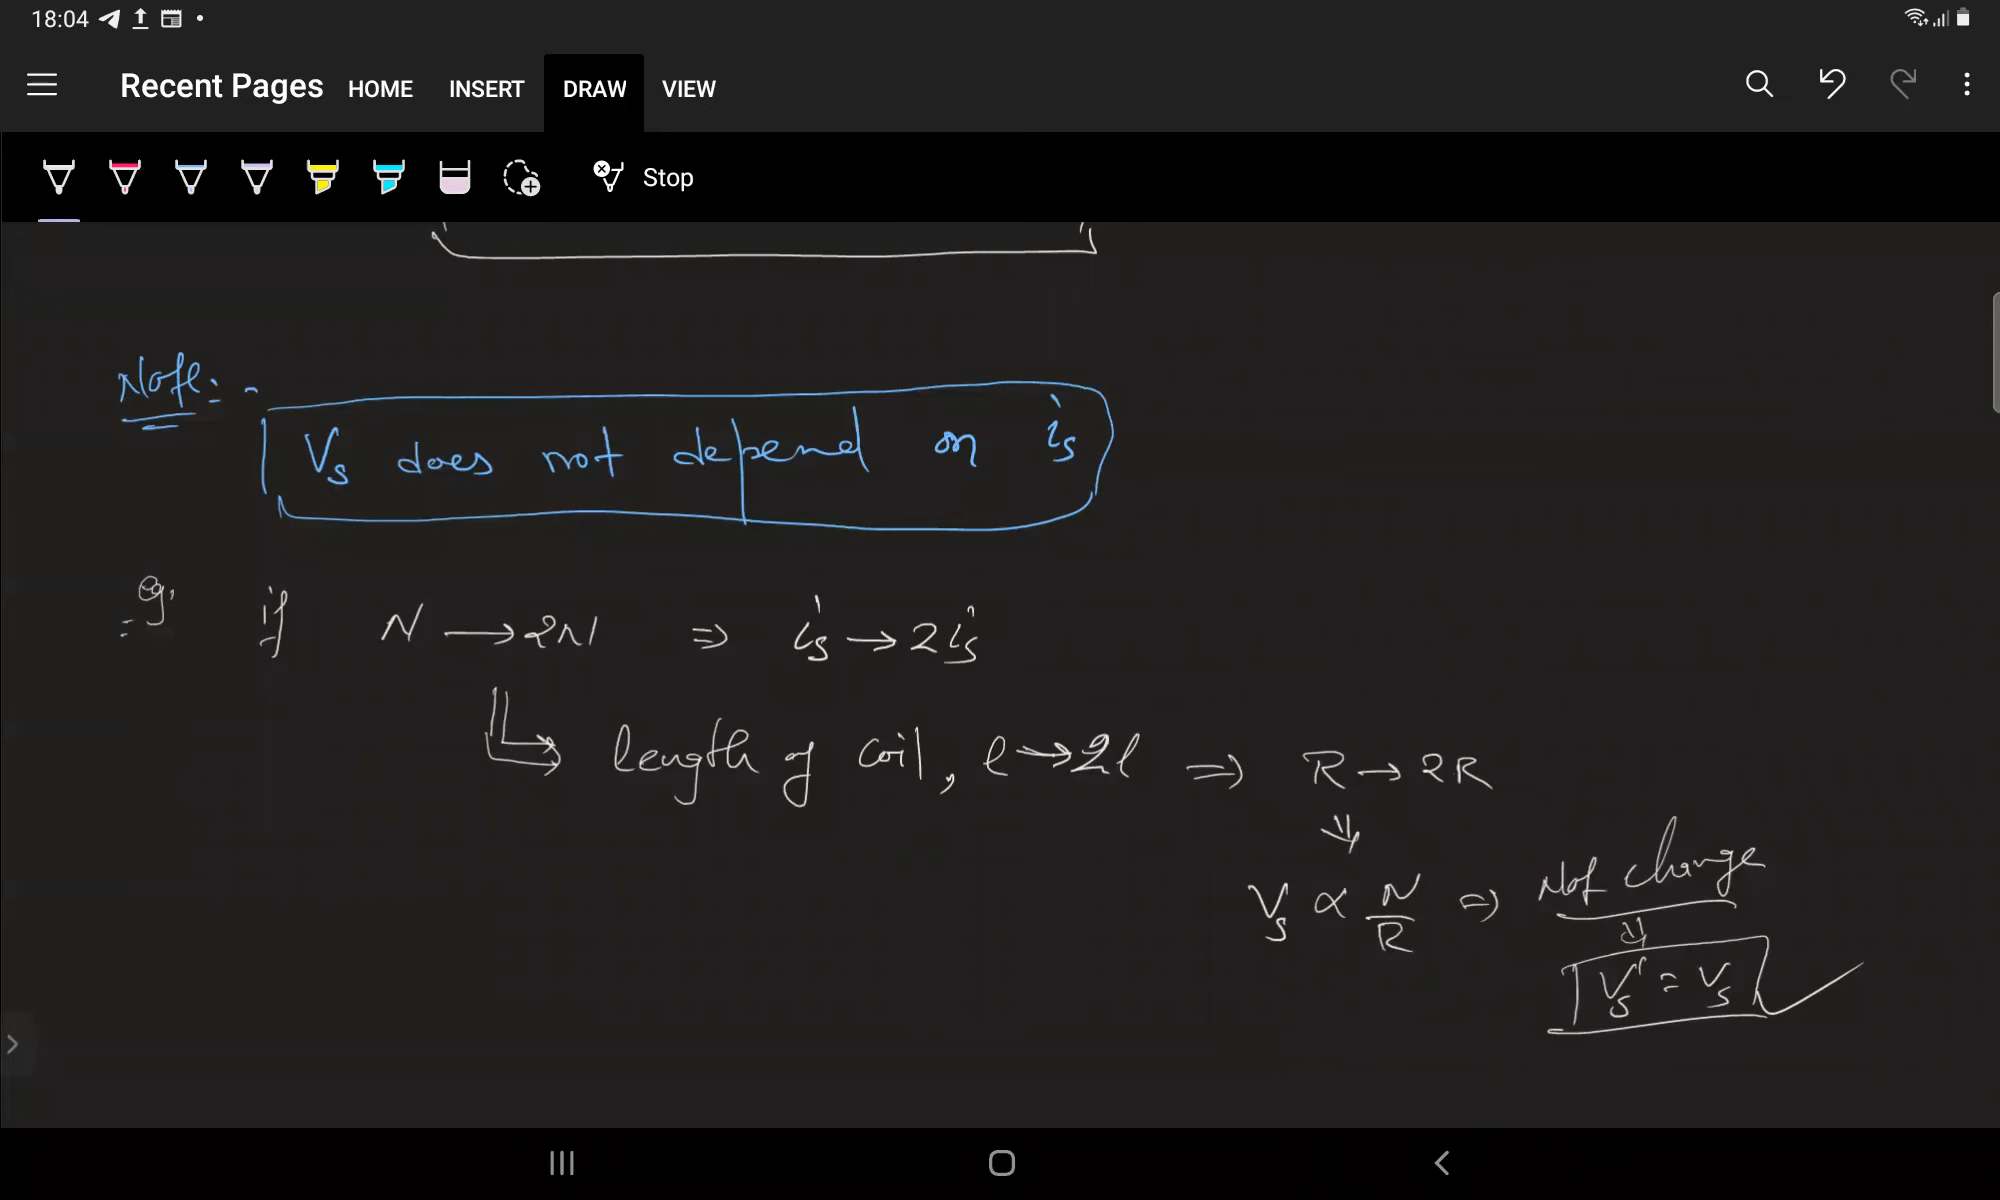 18:04
Recent Pages HOME INSERT DRAW VIEW
Stop
Note:-
Vs does not depend on is
eg. if N → 2N ⇒ is → 2is
length of coil, l → 2l ⇒ R → 2R
⇓
Vs ∝ N/R ⇒ Not change
⇓
Vs' = Vs